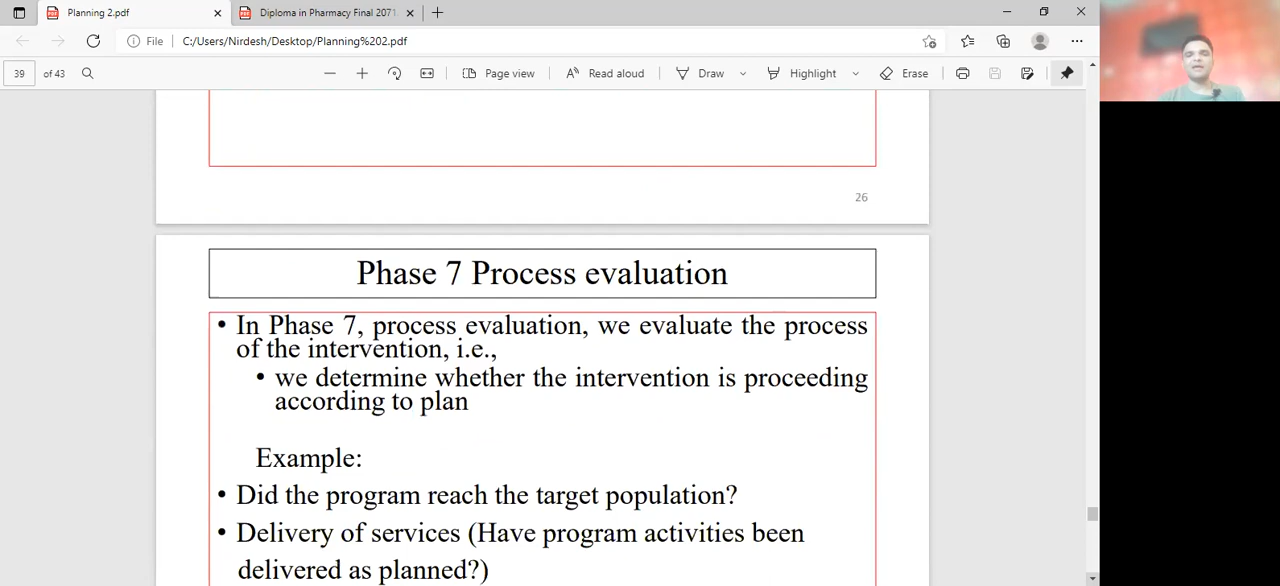 Planning 2.pdf
Diploma in Pharmacy Final 2071
File C:/Users/Nirdesh/Desktop/Planning%202.pdf
39 of 43 Page view Read aloud Draw Highlight Erase
26
Phase 7 Process evaluation
• In Phase 7, process evaluation, we evaluate the process
of the intervention, i.e.,
• we determine whether the intervention is proceeding
according to plan
Example:
• Did the program reach the target population?
• Delivery of services (Have program activities been
delivered as planned?)